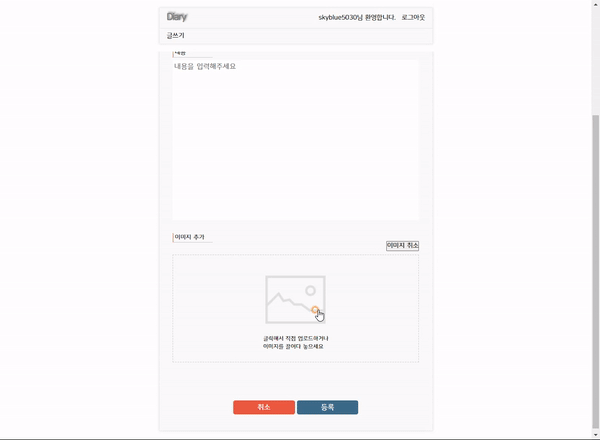 Diary
skyblue5030님 환영합니다. 로그아웃
글쓰기
내용
내용을 입력해주세요
이미지 추가
이미지 취소
클릭해서 직접 업로드하거나
이미지를 끌어다 놓으세요
취소 등록